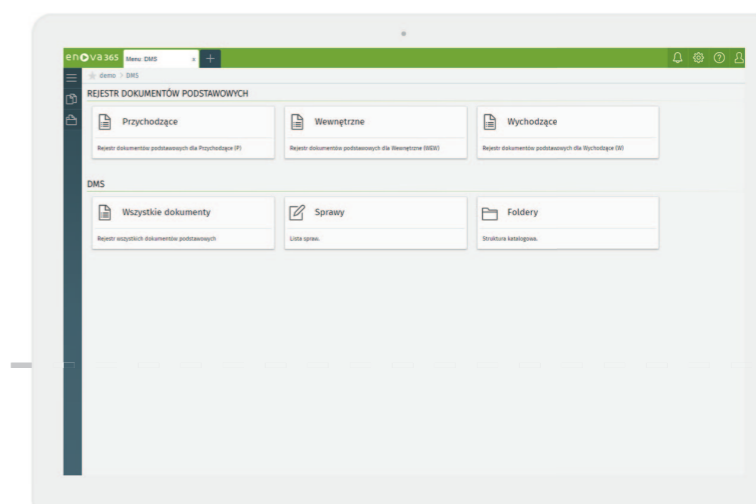 enova365 Menu: DMS x +
demo > DMS
REJESTR DOKUMENTÓW PODSTAWOWYCH
Przychodzące Wewnętrzne Wychodzące
Rejestr dokumentów podstawowych dla Przychodzące (P) Rejestr dokumentów podstawowych dla Wewnętrzne (WEW) Rejestr dokumentów podstawowych dla Wychodzące (W)
DMS
Wszystkie dokumenty Sprawy Foldery
Rejestr wszystkich dokumentów podstawowych Lista spraw. Struktura katalogowa.